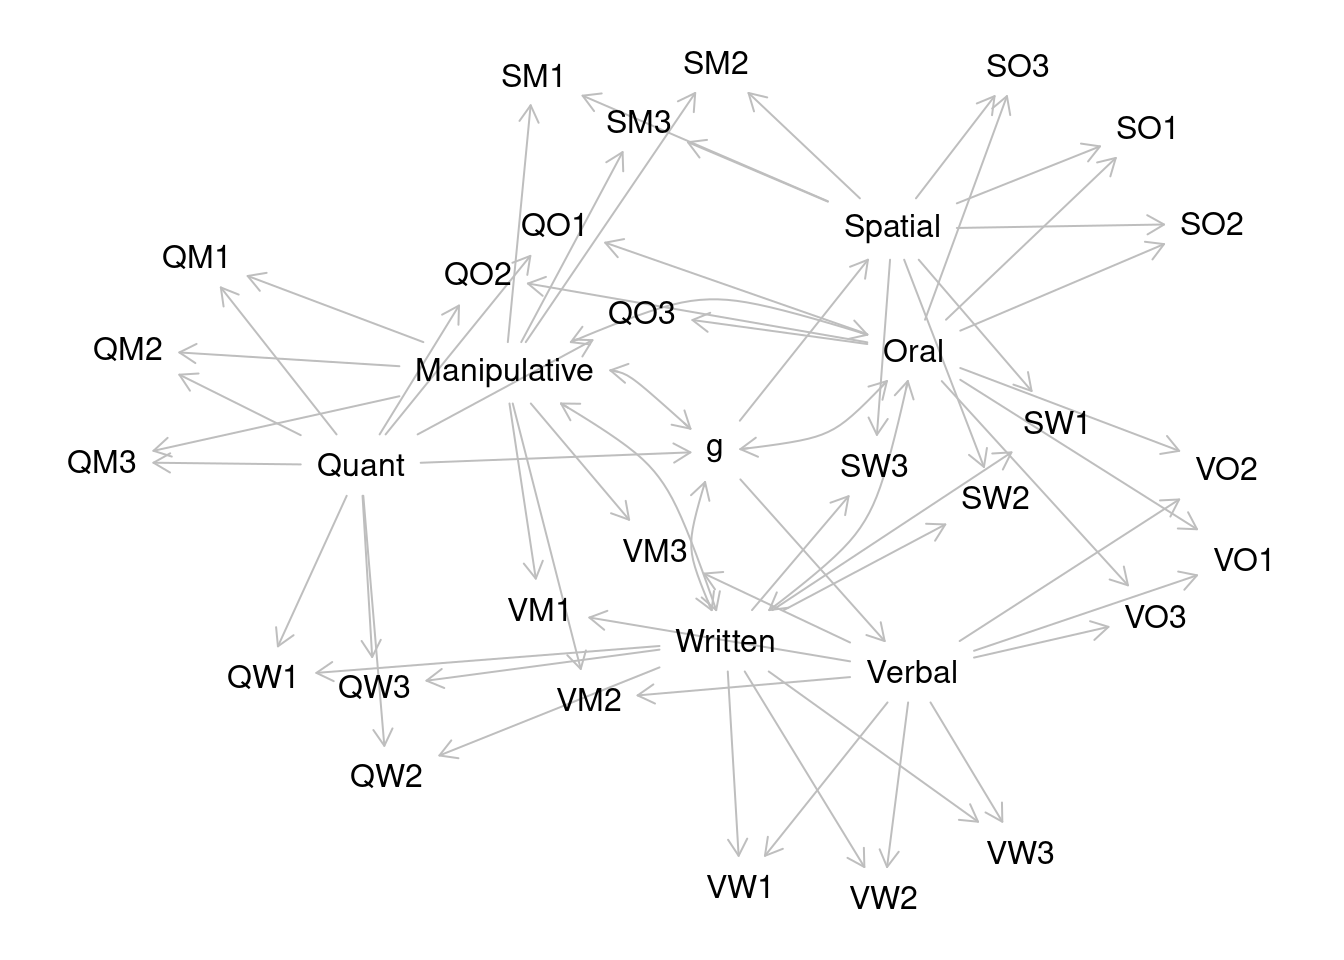 SM2
SO3
SM1
SM3
SO1
QO1
Spatial
SO2
QM1
QO2
QO3
QM2
Oral
Manipulative
SW1
g
QM3
Quant
SW3
VO2
SW2
VM3
VO1
VM1
VO3
Written
Verbal
QW1
QW3
VM2
QW2
VW3
VW1
VW2